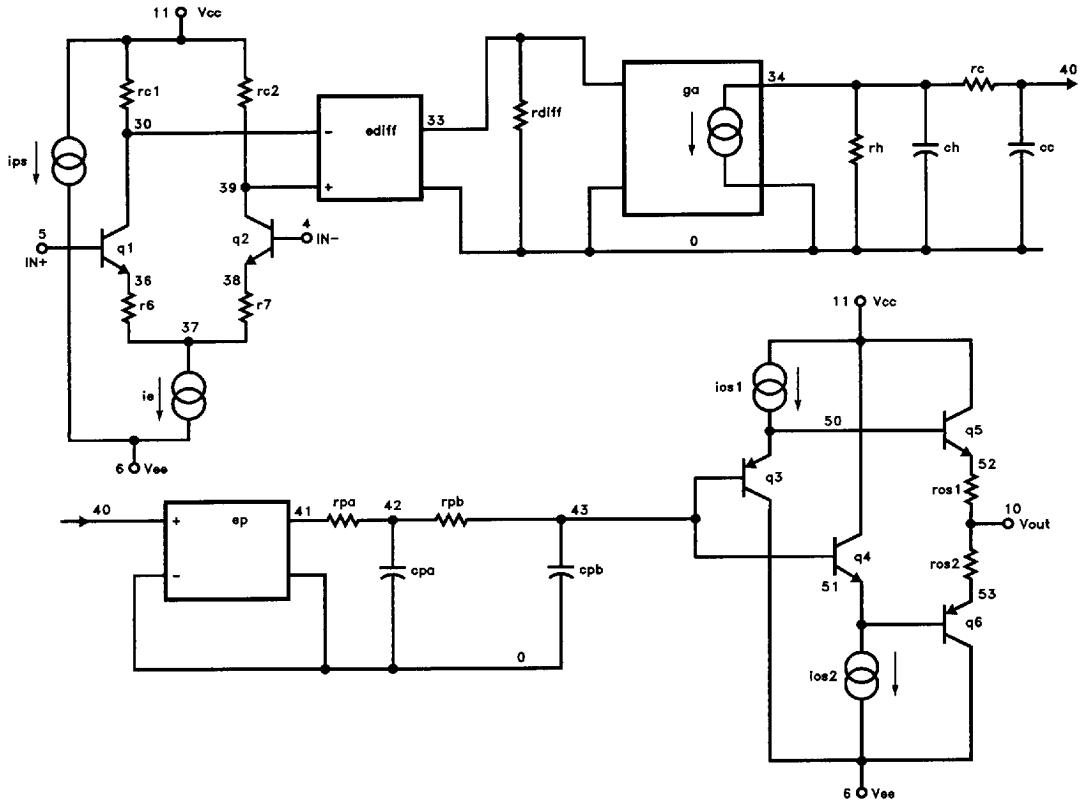 11 Vcc
rc1
rc2
30
ips
39
5
IN+
q1
q2
4
IN-
36
38
r6
r7
37
ie
6 Vee
-
ediff
+
33
rdiff
ga
34
rc
40
rh
ch
cc
0
40
+
ep
-
41
rpa
42
rpb
43
cpa
cpb
0
11 Vcc
ios1
50
q5
q3
52
ros1
10
Vout
q4
ros2
51
53
q6
ios2
6 Vee